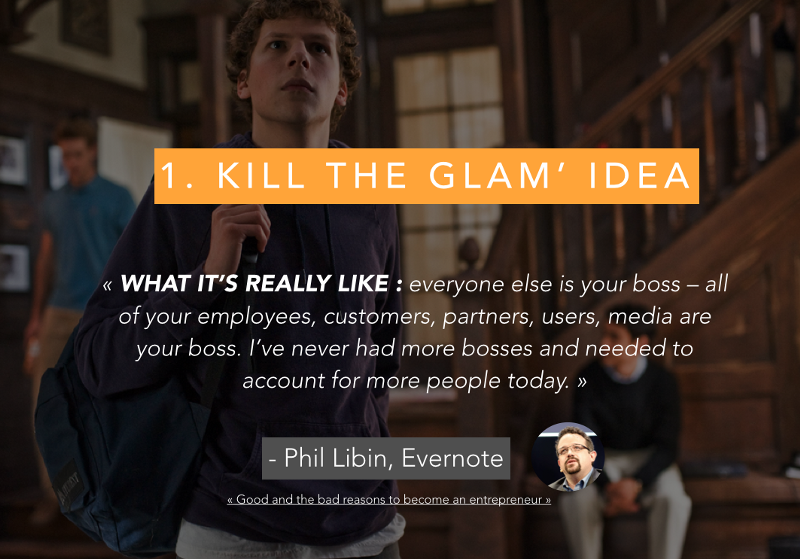 1. KILL THE GLAM’ IDEA
« WHAT IT’S REALLY LIKE : everyone else is your boss – all
of your employees, customers, partners, users, media are
your boss. I’ve never had more bosses and needed to
account for more people today. »
- Phil Libin, Evernote
« Good and the bad reasons to become an entrepreneur »